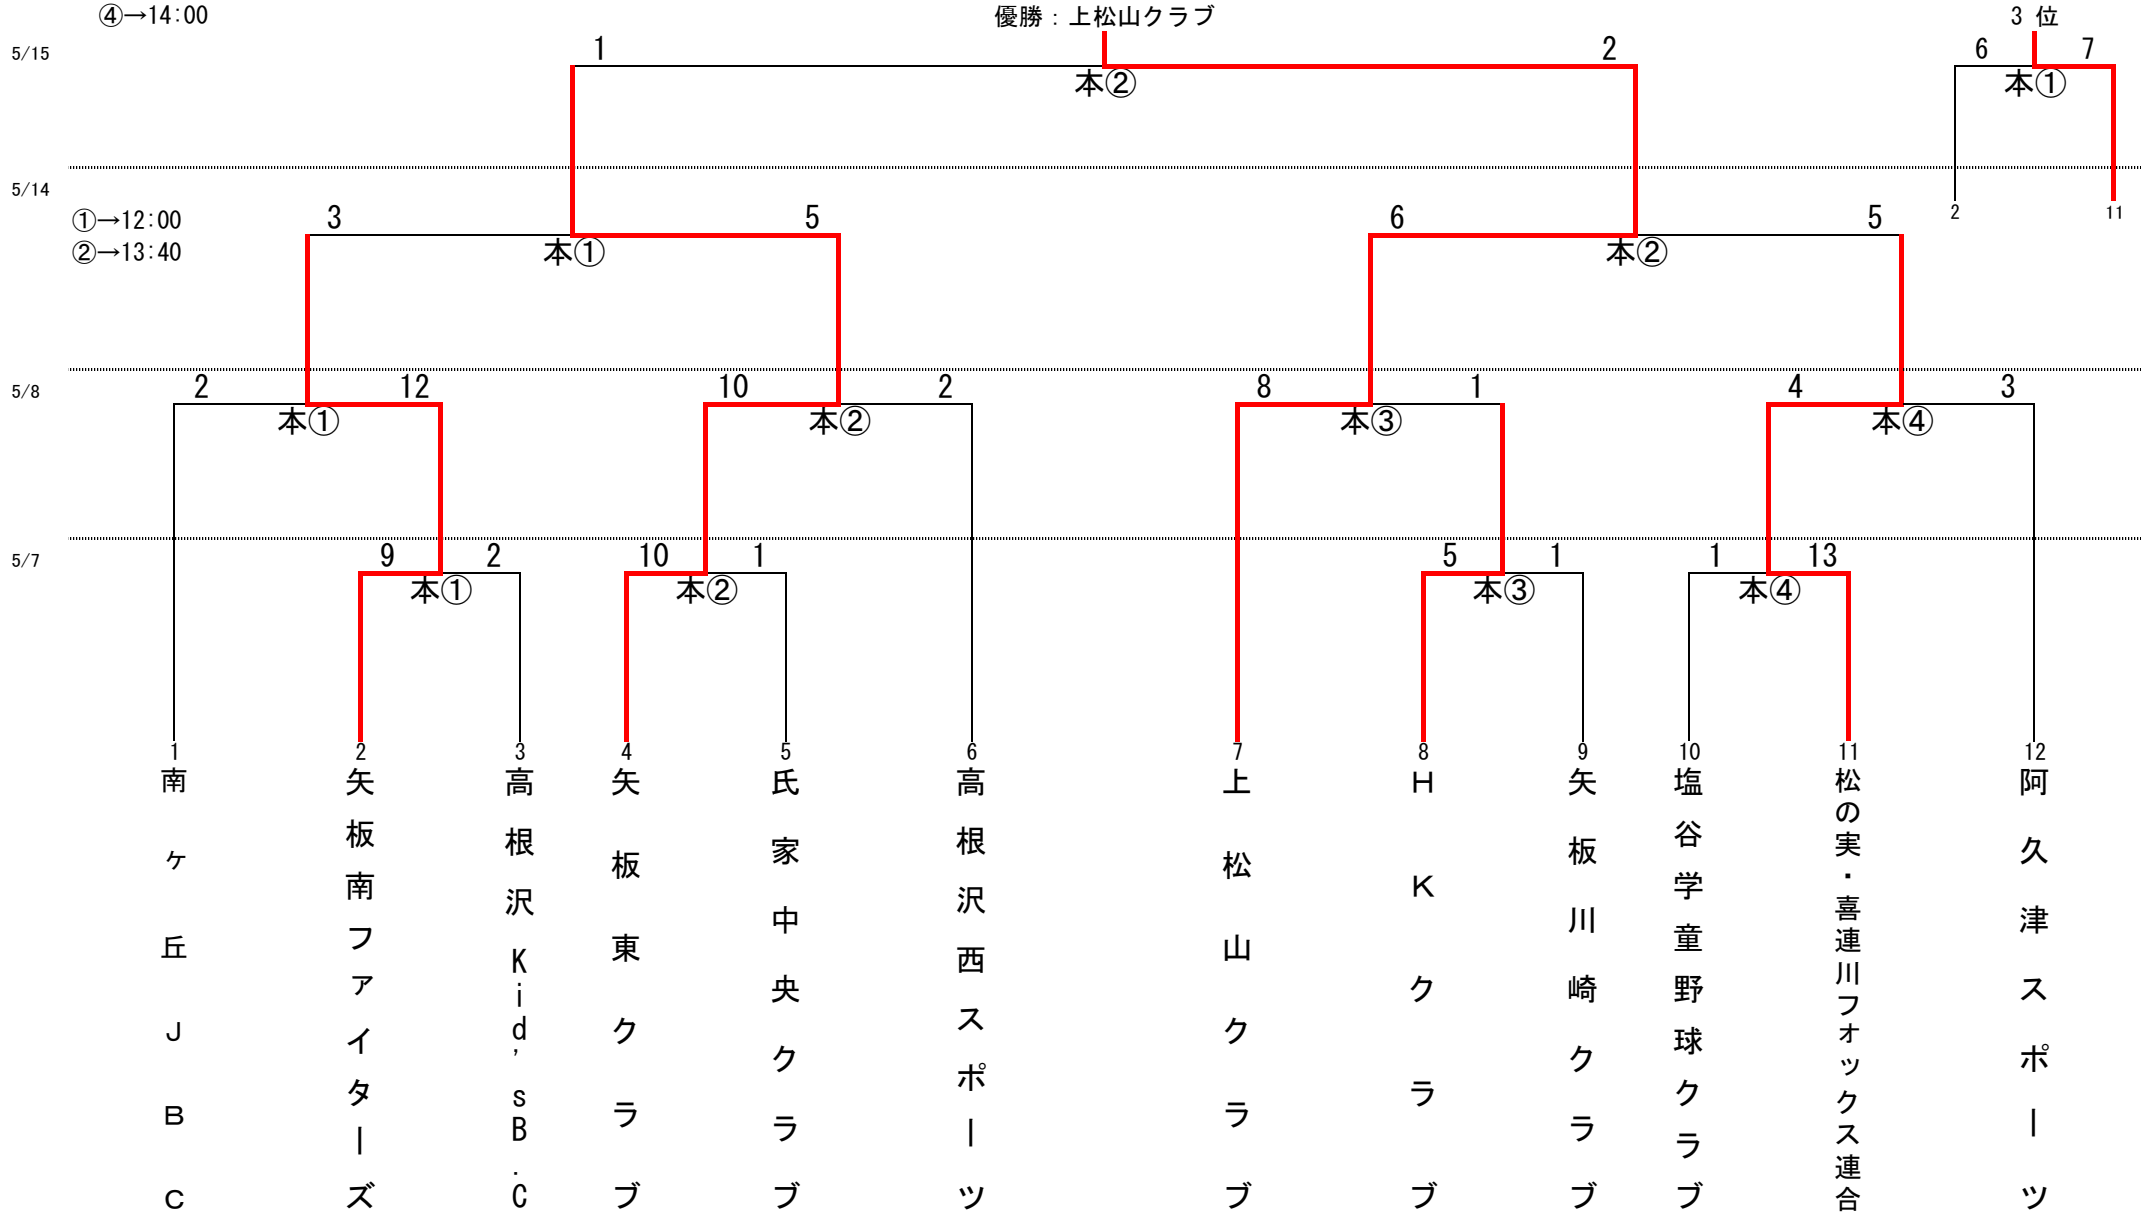 ④→14:00
優勝：上松山クラブ
3 位
5/15
1
2
6
7
本②
本①
5/14
2
11
①→12:00
②→13:40
3
5
6
5
本①
本②
5/8
2
12
10
2
8
1
4
3
本①
本②
本③
本④
5/7
9
2
10
1
5
1
1
13
本①
本②
本③
本④
1
2
3
4
5
6
7
8
9
10
11
12
南ヶ丘JBC
矢板南ファイターズ
高根沢Kid'sB.C
矢板東クラブ
氏家中央クラブ
高根沢西スポーツ
上松山クラブ
HKクラブ
矢板川崎クラブ
塩谷学童野球クラブ
松の実・喜連川フォックス連合
阿久津スポーツ